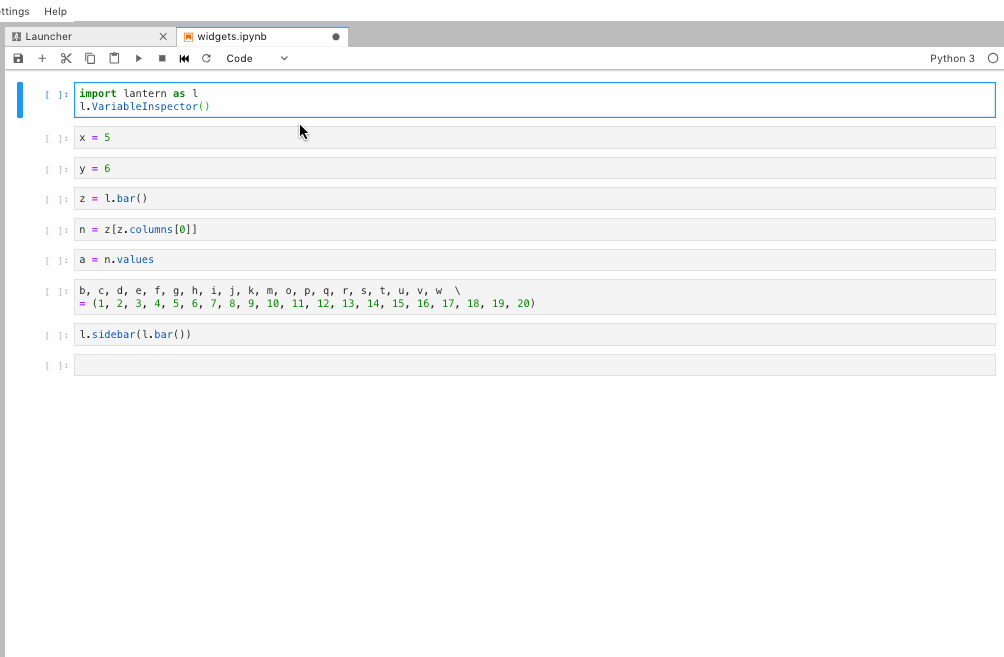 ttings Help
Launcher
widgets.ipynb
Code
Python 3
[ ]: import lantern as l
l.VariableInspector()
[ ]: x = 5
[ ]: y = 6
[ ]: z = l.bar()
[ ]: n = z[z.columns[0]]
[ ]: a = n.values
[ ]: b, c, d, e, f, g, h, i, j, k, m, o, p, q, r, s, t, u, v, w \
= (1, 2, 3, 4, 5, 6, 7, 8, 9, 10, 11, 12, 13, 14, 15, 16, 17, 18, 19, 20)
[ ]: l.sidebar(l.bar())
[ ]: